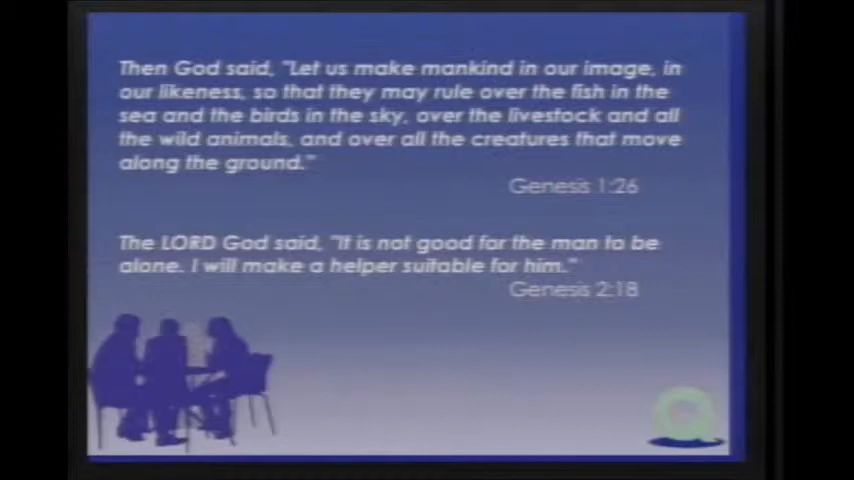 Then God said, "Let us make mankind in our image, in
our likeness, so that they may rule over the fish in the
sea and the birds in the sky, over the livestock and all
the wild animals, and over all the creatures that move
along the ground."
Genesis 1:26
The LORD God said, "It is not good for the man to be
alone. I will make a helper suitable for him."
Genesis 2:18